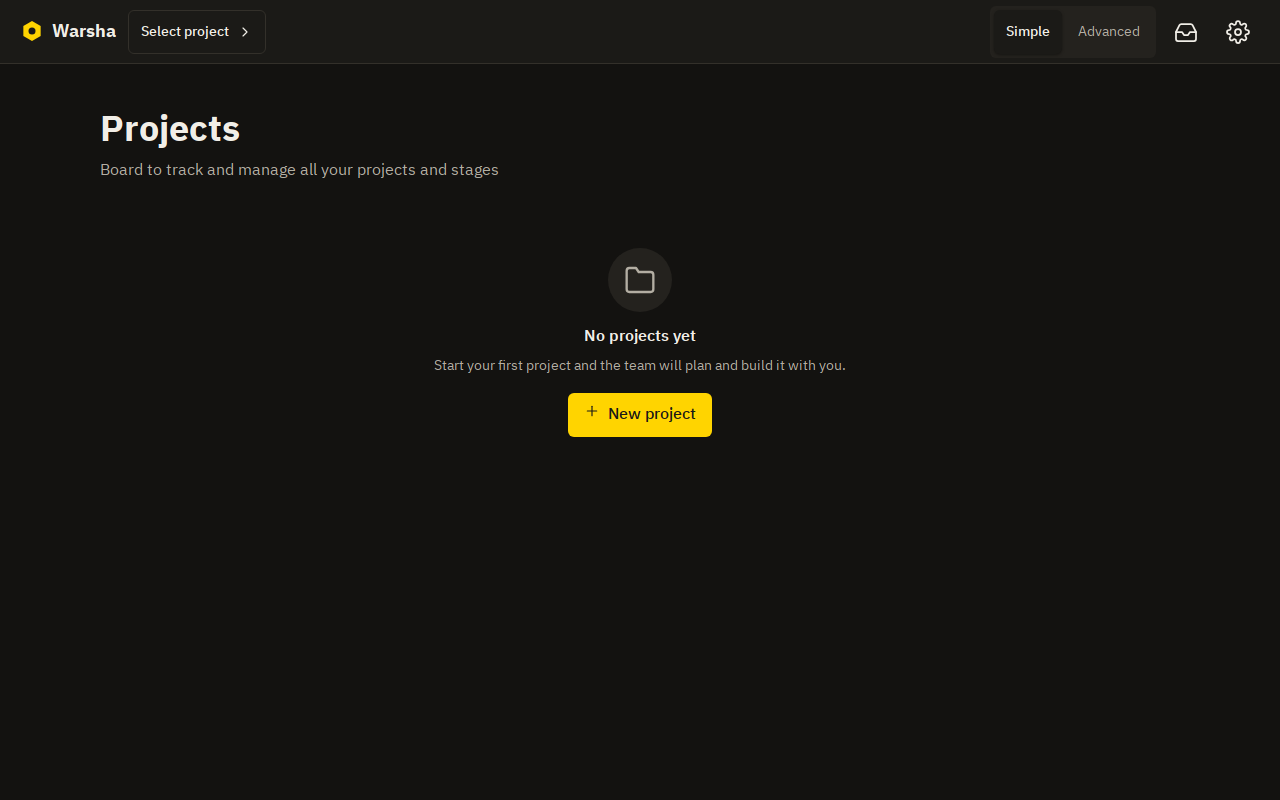 Warsha
Select project
Simple
Advanced
Projects
Board to track and manage all your projects and stages
No projects yet
Start your first project and the team will plan and build it with you.
New project